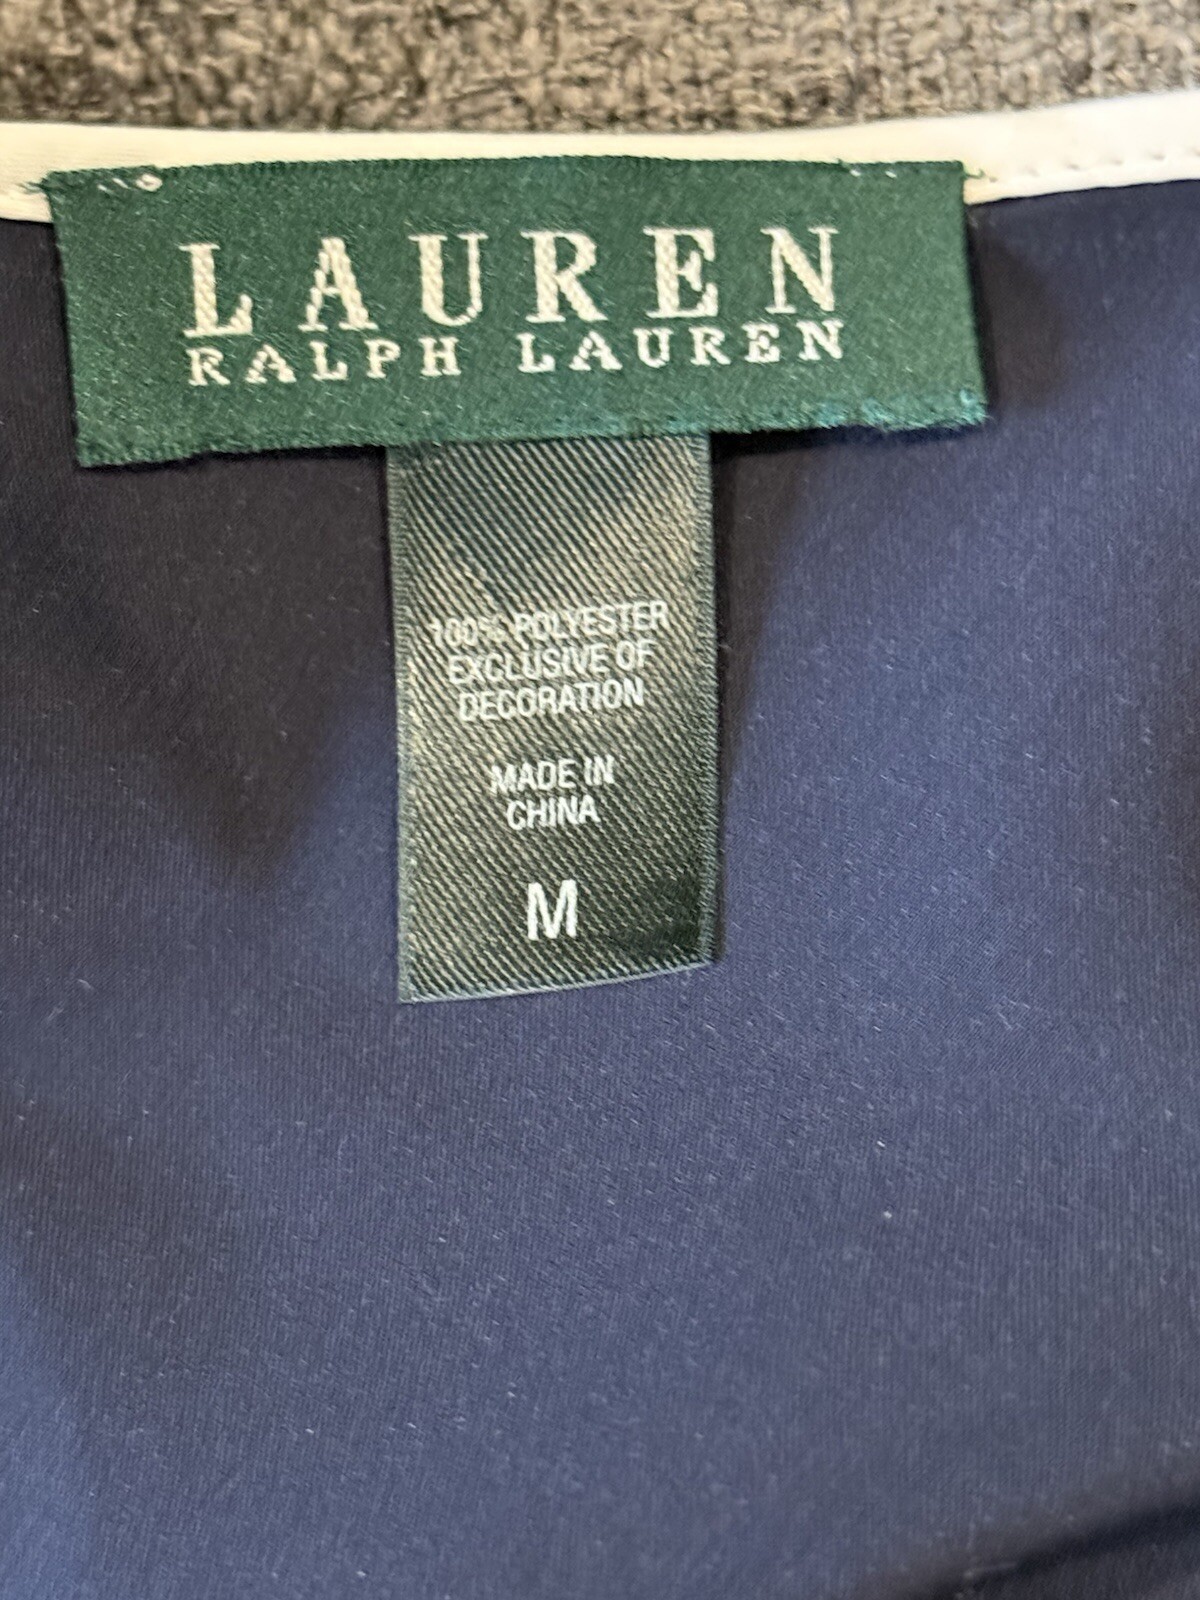 LAUREN
RALPH LAUREN
100% POLYESTER
EXCLUSIVE OF
DECORATION
MADE IN
CHINA
M